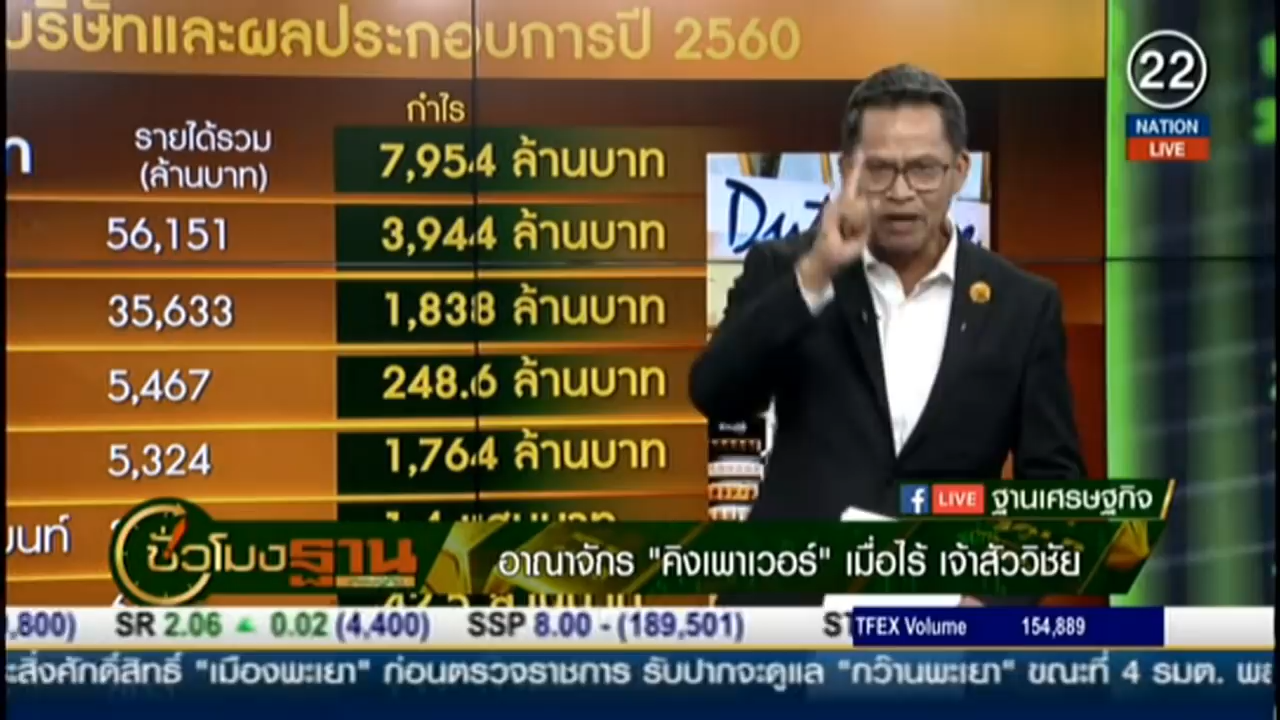 บริษัทและผลประกอบการปี 2560
22
NATION
LIVE
รายได้รวม
(ล้านบาท)
กำไร
7,954 ล้านบาท
56,151 3,944 ล้านบาท
35,633 1,838 ล้านบาท
5,467 248.6 ล้านบาท
5,324 1,764 ล้านบาท
LIVE ฐานเศรษฐกิจ
ชั่วโมงฐาน
อาณาจักร "คิงเพาเวอร์" เมื่อไร้ เจ้าสัววิชัย
,800) SR 2.06 0.02 (4,400) SSP 8.00 - (189,501) ST
TFEX Volume 154,889
ะสิ่งศักดิ์สิทธิ์ "เมืองพะเยา" ก่อนตรวจราชการ รับปากจะดูแล "กว๊านพะเยา" ขณะที่ 4 รมต.